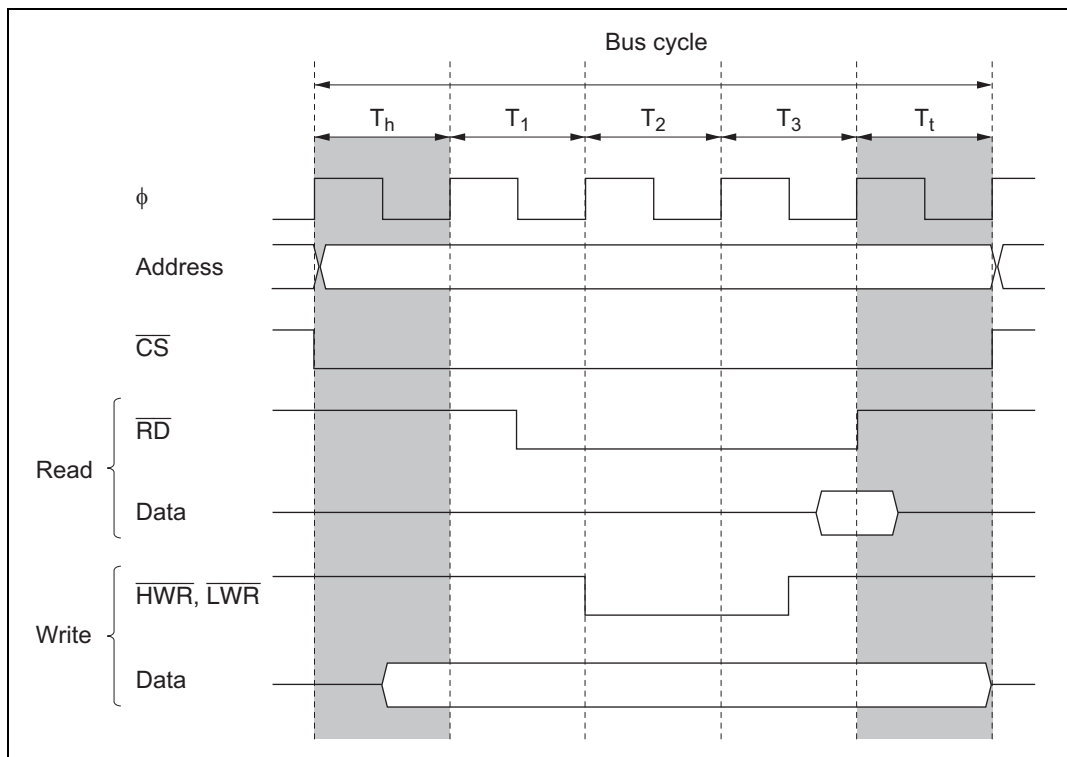 Bus cycle
Th T1 T2 T3 Tt
ϕ
Address
CS
RD
Read
Data
HWR, LWR
Write
Data